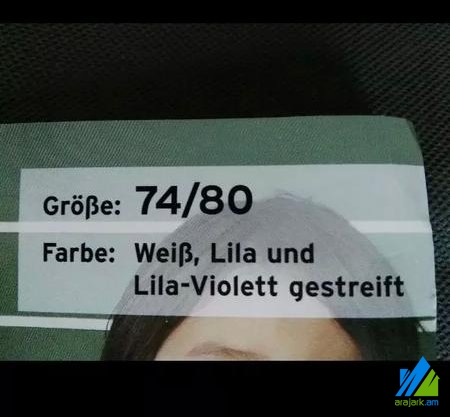 Größe: 74/80
Farbe: Weiß, Lila und
Lila-Violett gestreift
arajark.am